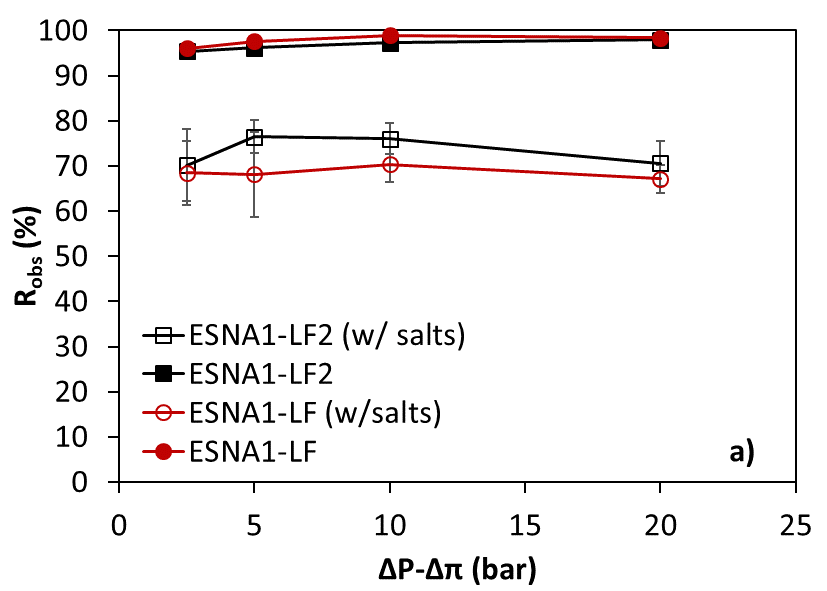 100
90
80
70
60
50
40
30
20
10
0
R_obs (%)
ESNA1-LF2 (w/ salts)
ESNA1-LF2
ESNA1-LF (w/salts)
ESNA1-LF
a)
0 5 10 15 20 25
ΔP-Δπ (bar)